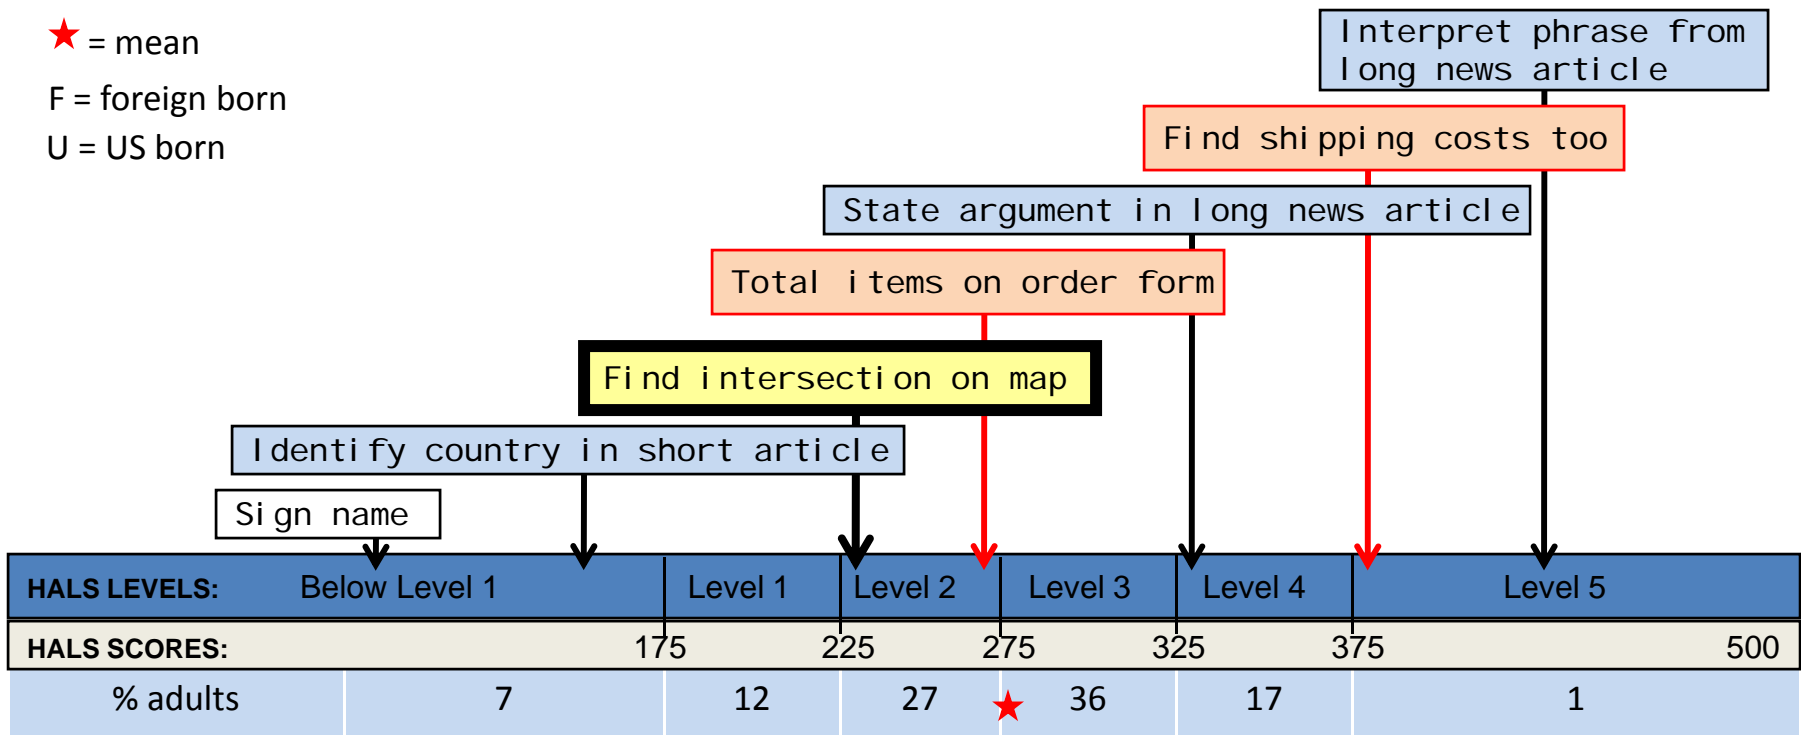 ★ = mean
F = foreign born
U = US born
Interpret phrase from
long news article
Find shipping costs too
State argument in long news article
Total items on order form
Find intersection on map
Identify country in short article
Sign name
HALS LEVELS: Below Level 1 Level 1 Level 2 Level 3 Level 4 Level 5
HALS SCORES: 175 225 275 325 375 500
% adults 7 12 27 ★ 36 17 1